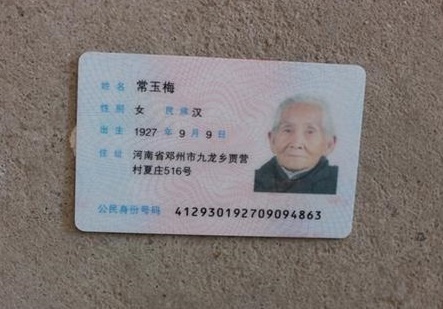 姓名 常玉梅
性别 女 民族 汉
出生 1927 年 9 月 9 日
住址 河南省邓州市九龙乡贾营
村夏庄516号
公民身份号码 412930192709094863